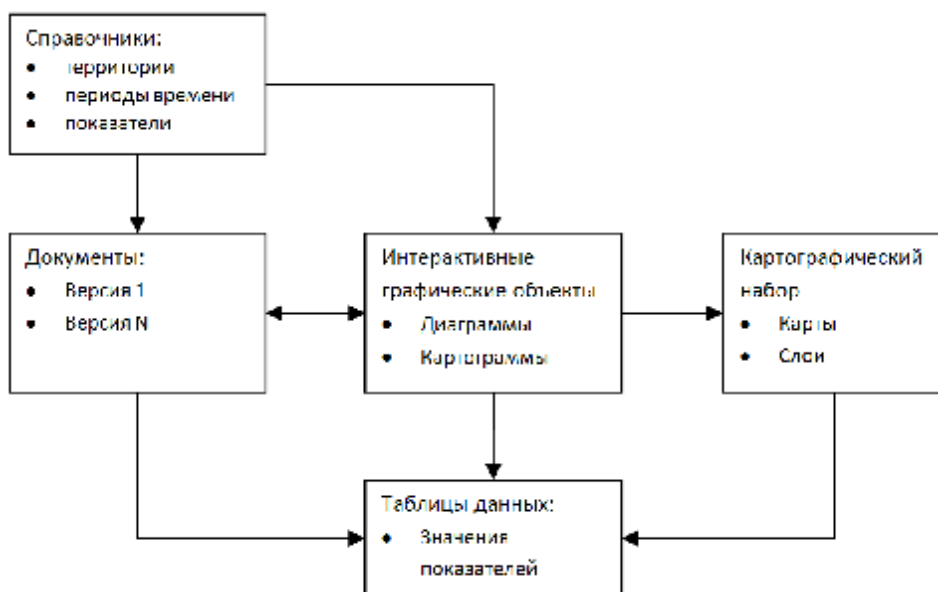 Справочники:
• территории
• периоды времени
• показатели
Документы:
• Версия 1
• Версия N
Интерактивные
графические объекты
• Диаграммы
• Картограммы
Картографический
набор
• Карты
• Слои
Таблицы данных:
• Значения
показателей